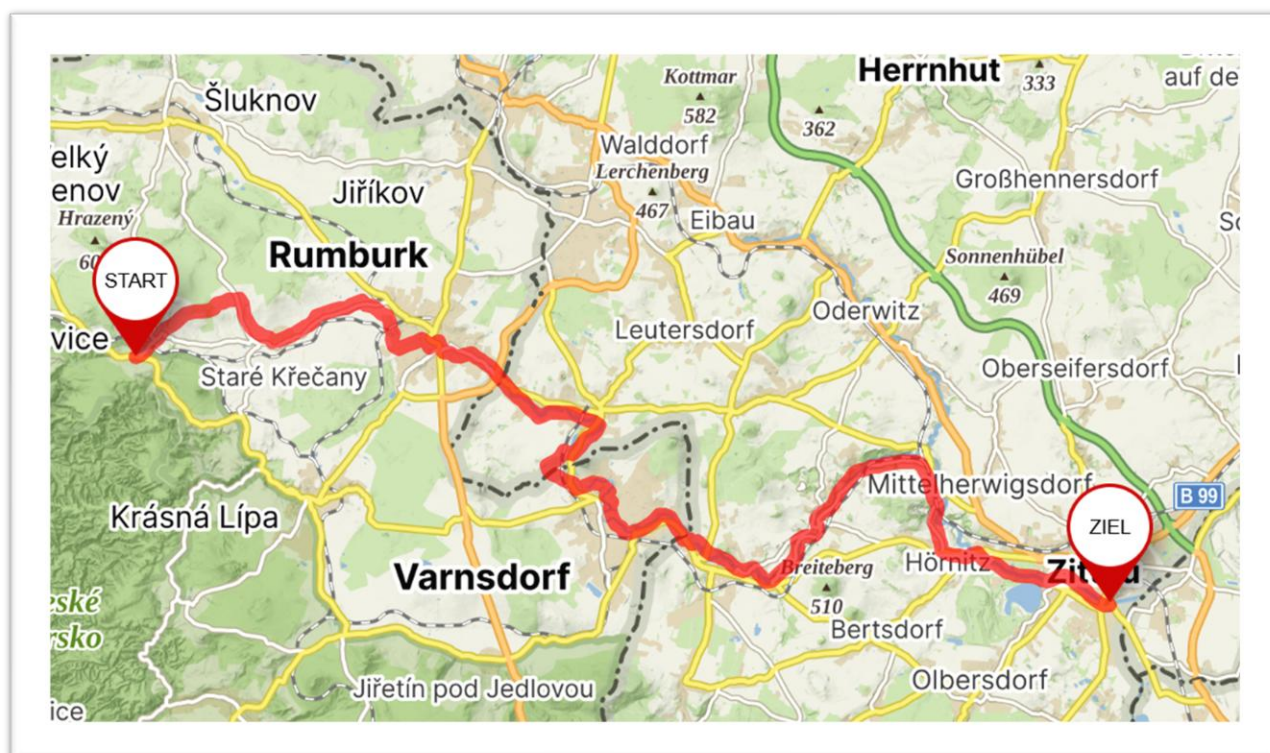 Herrnhut
333
auf de
Kottmar
582
362
Šluknov
Walddorf
Lerchenberg
467
elký
enov
Jiříkov
Großhennersdorf
Hrazený
Eibau
Rumburk
Sonnenhübel
469
START
Oderwitz
vice
Leutersdorf
Staré Křečany
Oberseifersdorf
Mittelherwigsdorf
B 99
Krásná Lípa
ZIEL
Varnsdorf
Breiteberg
510
Hörnitz
eské
rsko
Bertsdorf
Jiřetín pod Jedlovou
Olbersdorf
ice